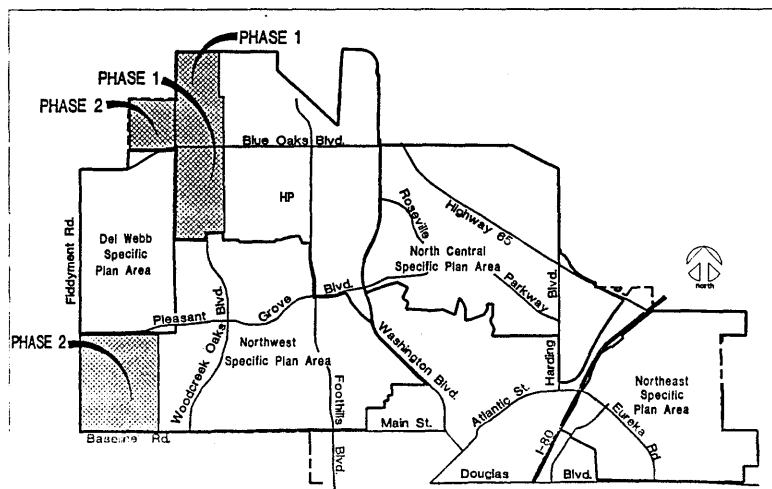 PHASE 1
PHASE 1
PHASE 2
Blue Oaks Blvd.
HP
Roseville
Parkway
Highway 65
Fiddyment Rd.
Del Webb
Specific
Plan Area
North Central
Specific Plan Area
north
Pleasant Grove Blvd.
Woodcreek Oaks Blvd.
Northwest
Specific Plan Area
Washington Blvd.
Harding Blvd.
PHASE 2
Foothills Blvd.
Main St.
Atlantic St.
Northeast
Specific
Plan Area
Eureka Rd.
I-80
Baseline Rd.
Douglas Blvd.